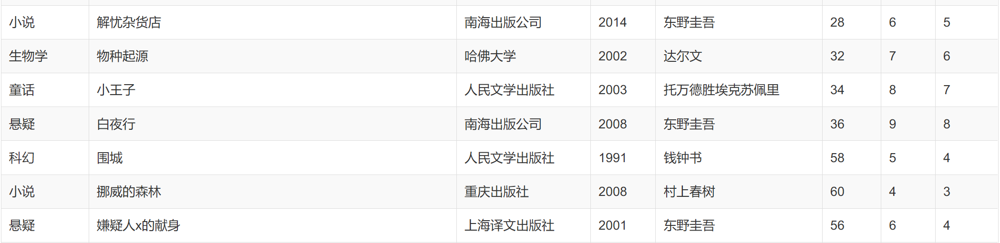 小说 解忧杂货店 南海出版公司 2014 东野圭吾 28 6 5
生物学 物种起源 哈佛大学 2002 达尔文 32 7 6
童话 小王子 人民文学出版社 2003 托万德胜埃克苏佩里 34 8 7
悬疑 白夜行 南海出版公司 2008 东野圭吾 36 9 8
科幻 围城 人民文学出版社 1991 钱钟书 58 5 4
小说 挪威的森林 重庆出版社 2008 村上春树 60 4 3
悬疑 嫌疑人x的献身 上海译文出版社 2001 东野圭吾 56 6 4